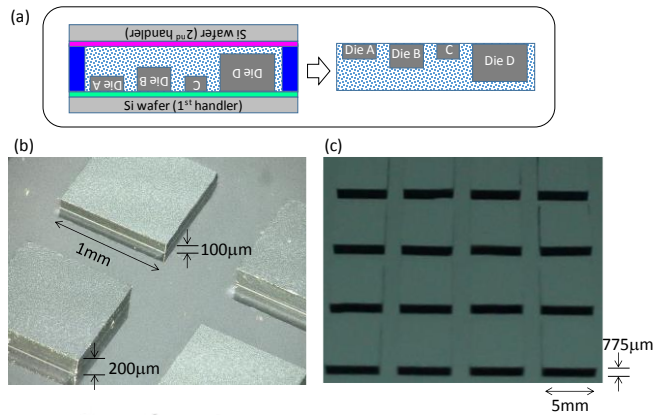 (a)
Si wafer (2nd handler)
Die A
Die B
C
Die D
Si wafer (1st handler)
Die A
Die B
C
Die D
(b)
1mm
100μm
200μm
(c)
775μm
5mm